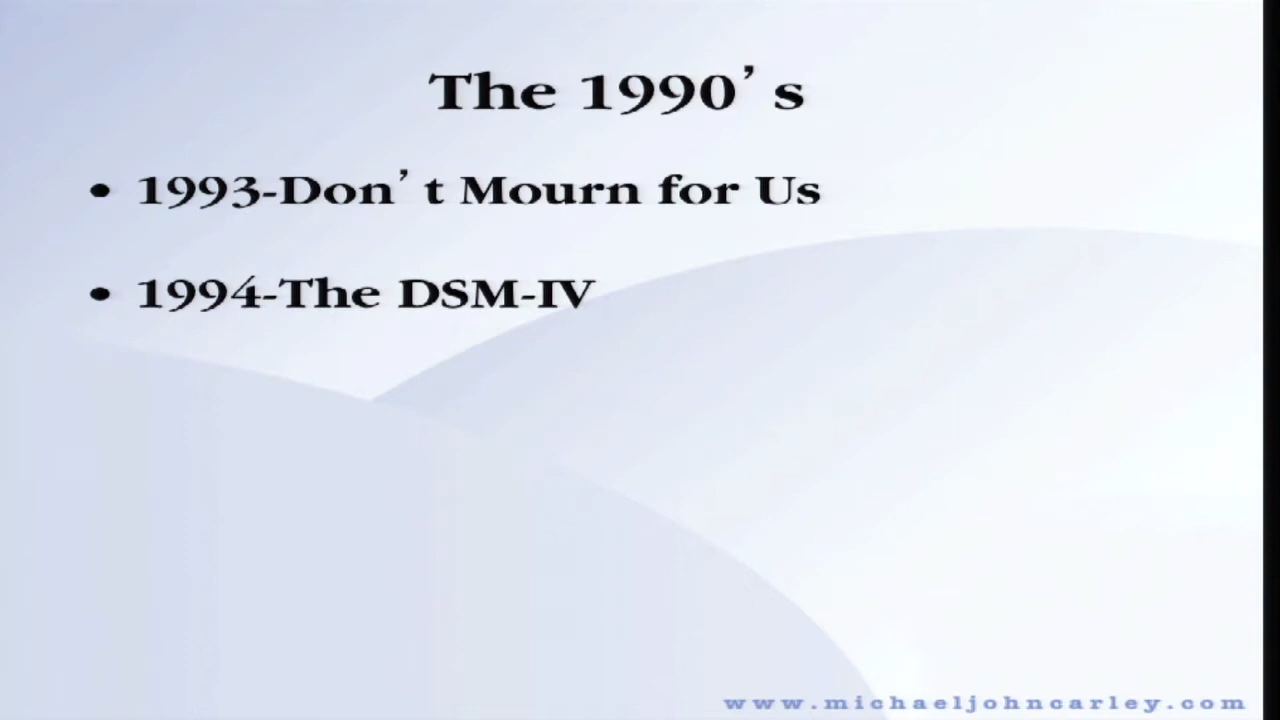 The 1990’s
• 1993-Don’t Mourn for Us
• 1994-The DSM-IV
www.michaeljohncarley.com